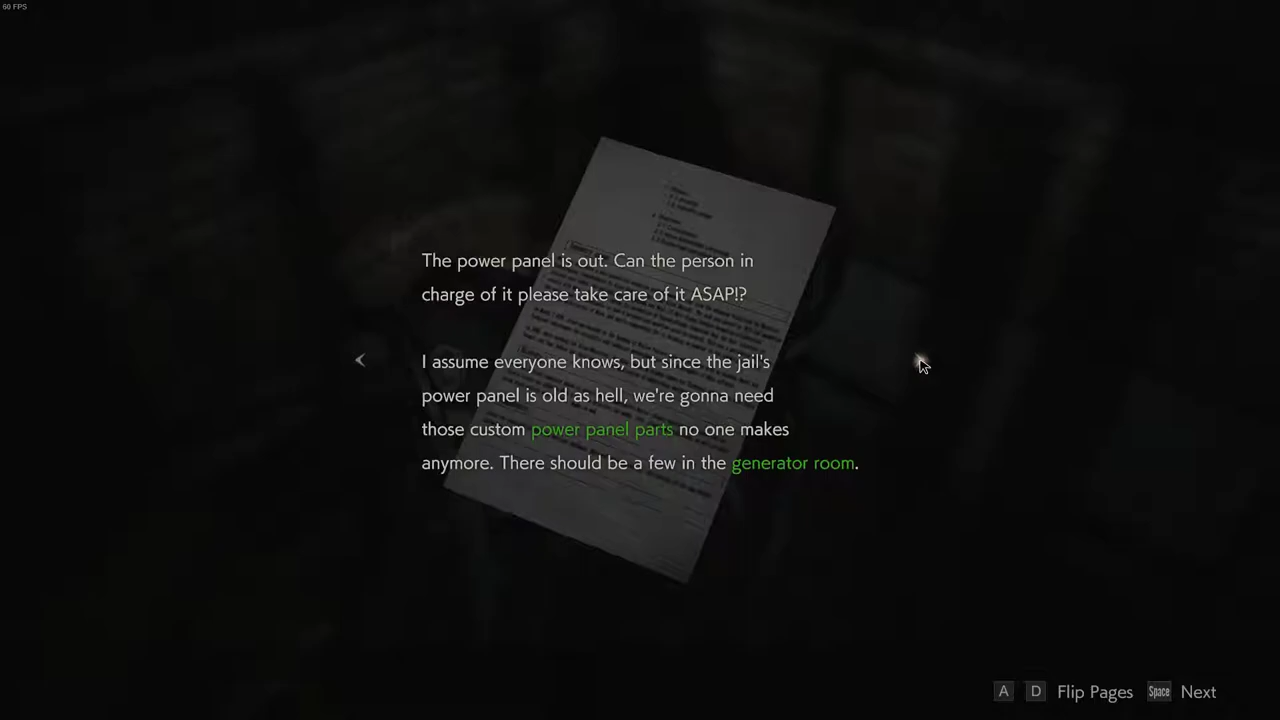 60 FPS
The power panel is out. Can the person in
charge of it please take care of it ASAP!?
I assume everyone knows, but since the jail's
power panel is old as hell, we're gonna need
those custom power panel parts no one makes
anymore. There should be a few in the generator room.
A D Flip Pages Space Next